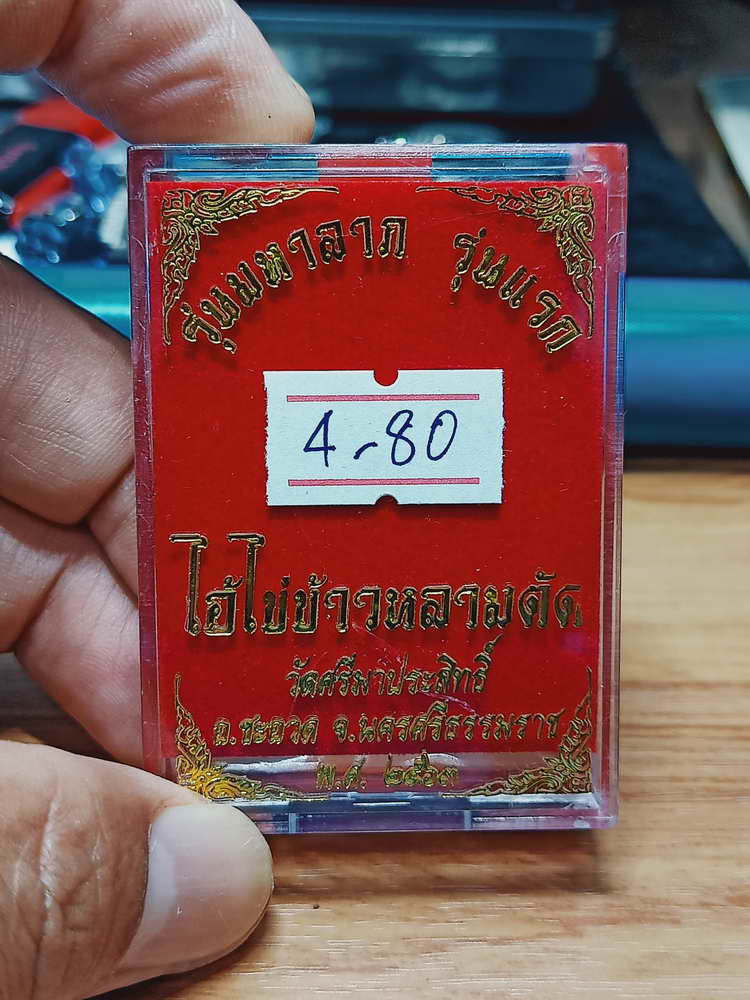 รุ่นมหาลาภ รุ่นแรก
4-80
ไอ้ไข่ข้าวหลามตัด
วัดศรีมาประสิทธิ์
อ.ชะอวด จ.นครศรีธรรมราช
พ.ศ. ๒๕๖๓